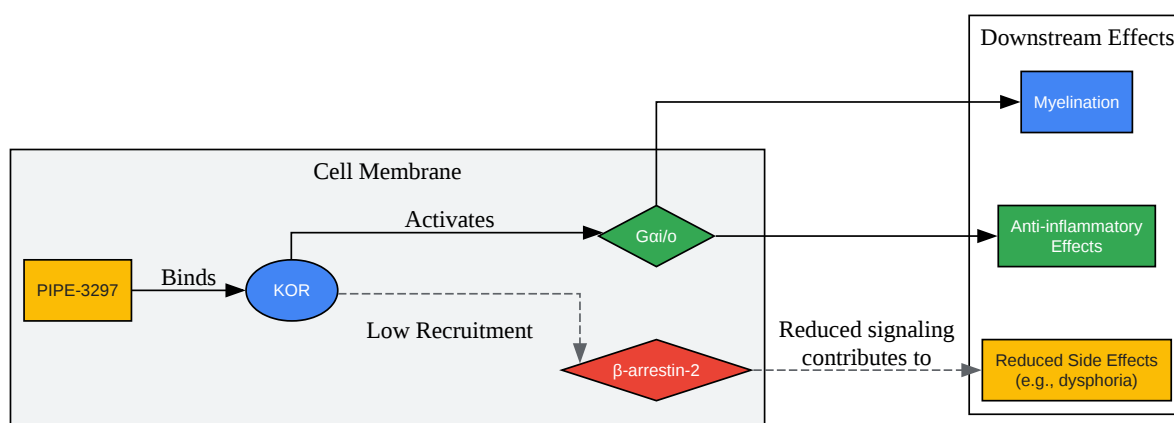 Downstream Effects
Myelination
Cell Membrane
Activates
Gαi/o
Anti-inflammatory
Effects
PIPE-3297
Binds
KOR
Low Recruitment
Reduced signaling
contributes to
β-arrestin-2
Reduced Side Effects
(e.g., dysphoria)